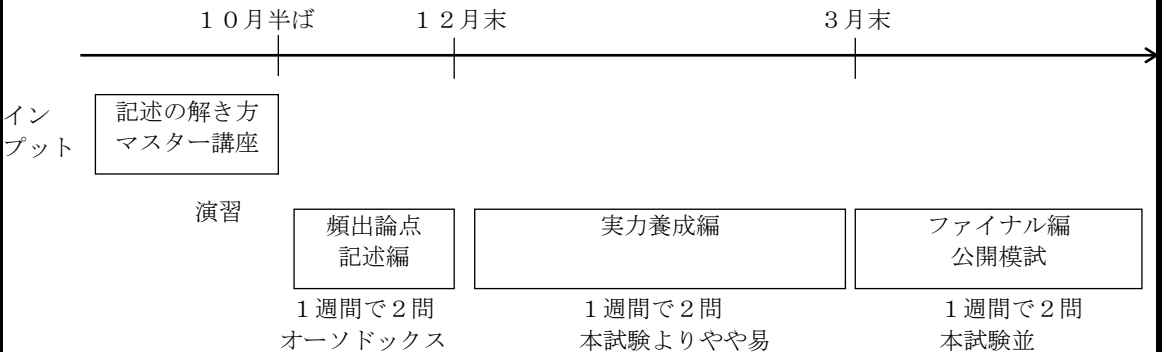 １０月半ば
１２月末
３月末
イン
プット
記述の解き方
マスター講座
演習
頻出論点
記述編
実力養成編
ファイナル編
公開模試
１週間で２問
オーソドックス
１週間で２問
本試験よりやや易
１週間で２問
本試験並